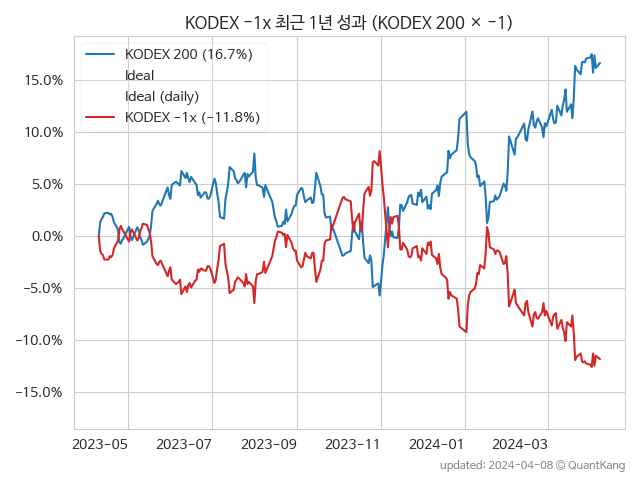 KODEX −1x 최근 1년 성과 (KODEX 200 × −1)
KODEX 200 (16.7%)
Ideal
Ideal (daily)
KODEX −1x (−11.8%)
15.0%
10.0%
5.0%
0.0%
−5.0%
−10.0%
−15.0%
2023−05 2023−07 2023−09 2023−11 2024−01 2024−03
updated: 2024−04−08 © QuantKang